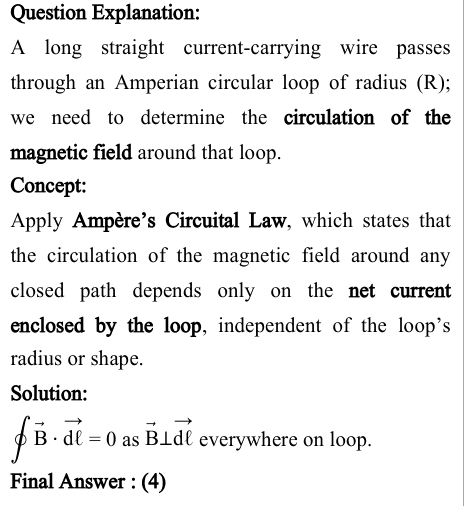 Question Explanation:
A long straight current-carrying wire passes
through an Amperian circular loop of radius (R);
we need to determine the circulation of the
magnetic field around that loop.
Concept:
Apply Ampère’s Circuital Law, which states that
the circulation of the magnetic field around any
closed path depends only on the net current
enclosed by the loop, independent of the loop’s
radius or shape.
Solution:
∮ B⃗ · dℓ⃗ = 0 as B⃗⊥dℓ⃗ everywhere on loop.
Final Answer : (4)